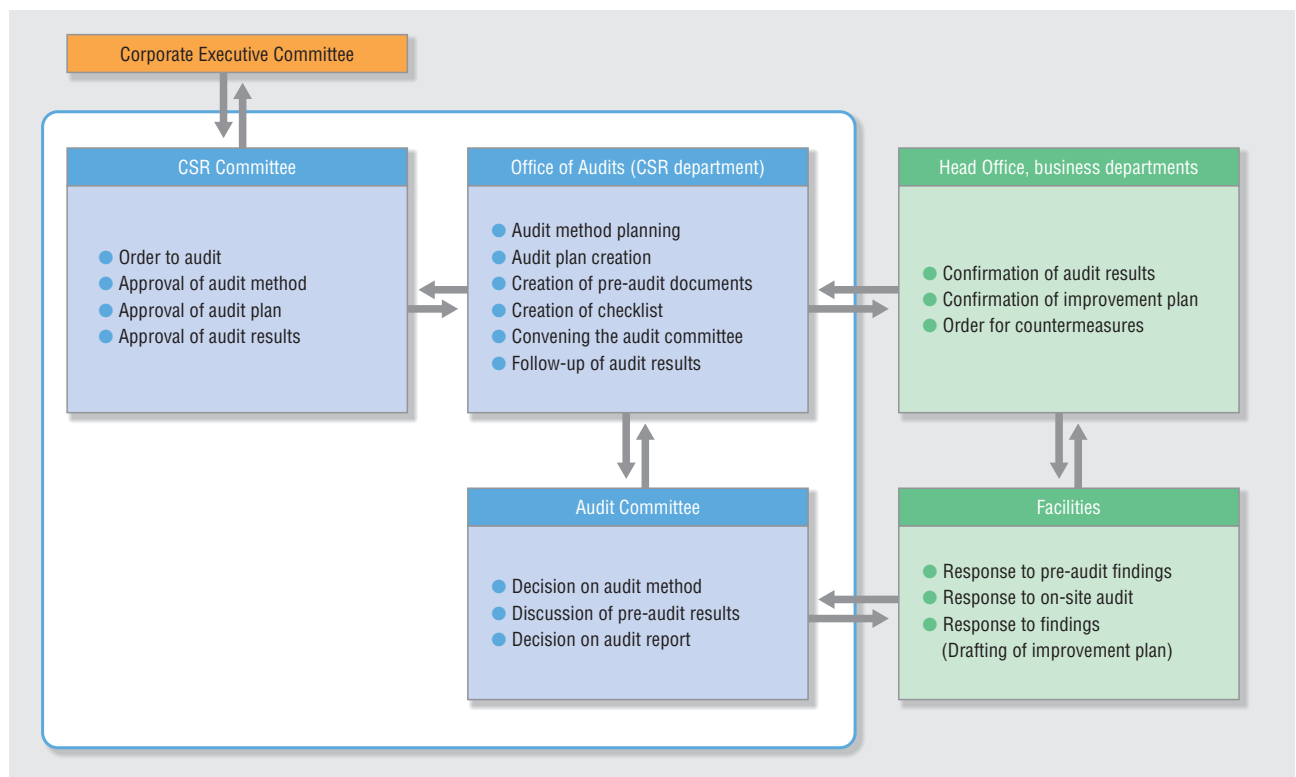 Corporate Executive Committee
CSR Committee
Order to audit
Approval of audit method
Approval of audit plan
Approval of audit results
Office of Audits (CSR department)
Audit method planning
Audit plan creation
Creation of pre-audit documents
Creation of checklist
Convening the audit committee
Follow-up of audit results
Head Office, business departments
Confirmation of audit results
Confirmation of improvement plan
Order for countermeasures
Audit Committee
Decision on audit method
Discussion of pre-audit results
Decision on audit report
Facilities
Response to pre-audit findings
Response to on-site audit
Response to findings
(Drafting of improvement plan)